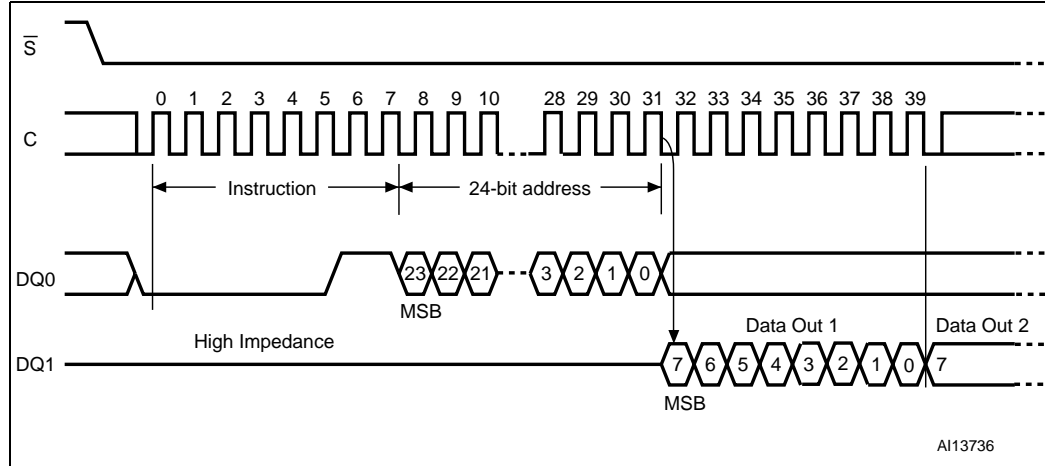 S̅
0 1 2 3 4 5 6 7 8 9 10 28 29 30 31 32 33 34 35 36 37 38 39
C
Instruction 24-bit address
DQ0 23 22 21 3 2 1 0
MSB
High Impedance Data Out 1 Data Out 2
DQ1 7 6 5 4 3 2 1 0 7
MSB
AI13736